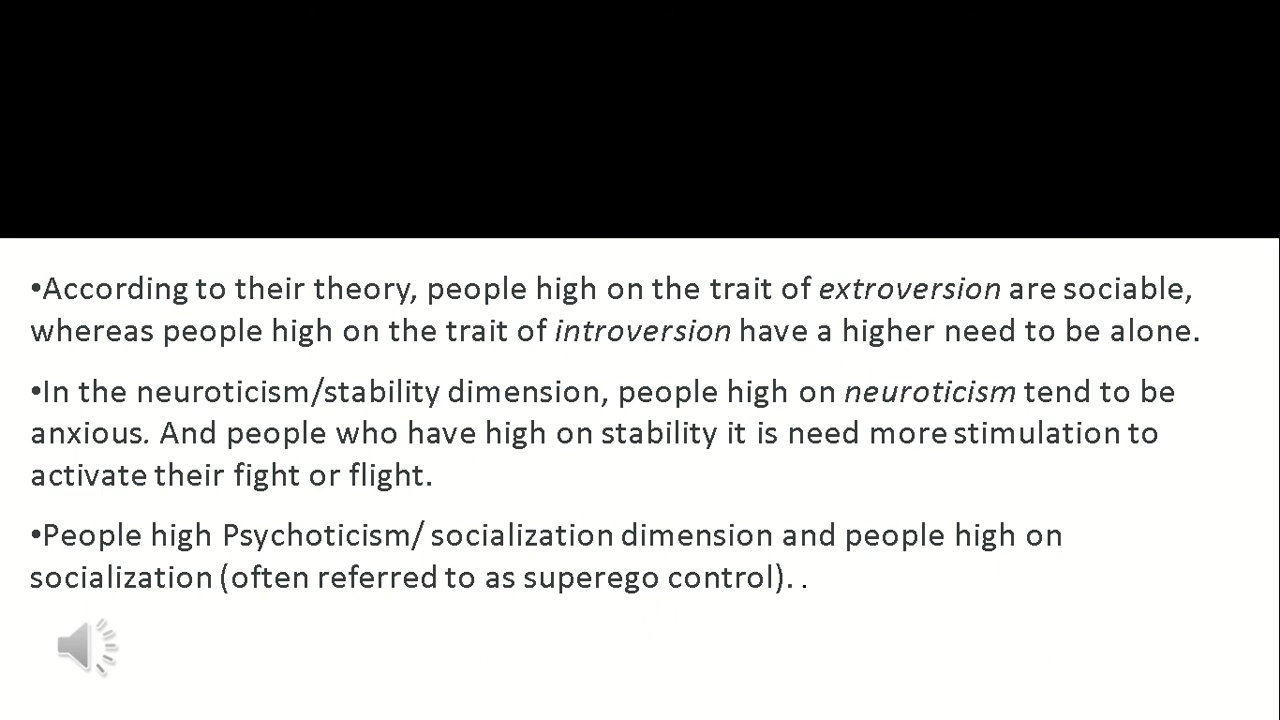 •According to their theory, people high on the trait of extroversion are sociable,
whereas people high on the trait of introversion have a higher need to be alone.
•In the neuroticism/stability dimension, people high on neuroticism tend to be
anxious. And people who have high on stability it is need more stimulation to
activate their fight or flight.
•People high Psychoticism/ socialization dimension and people high on
socialization (often referred to as superego control). .